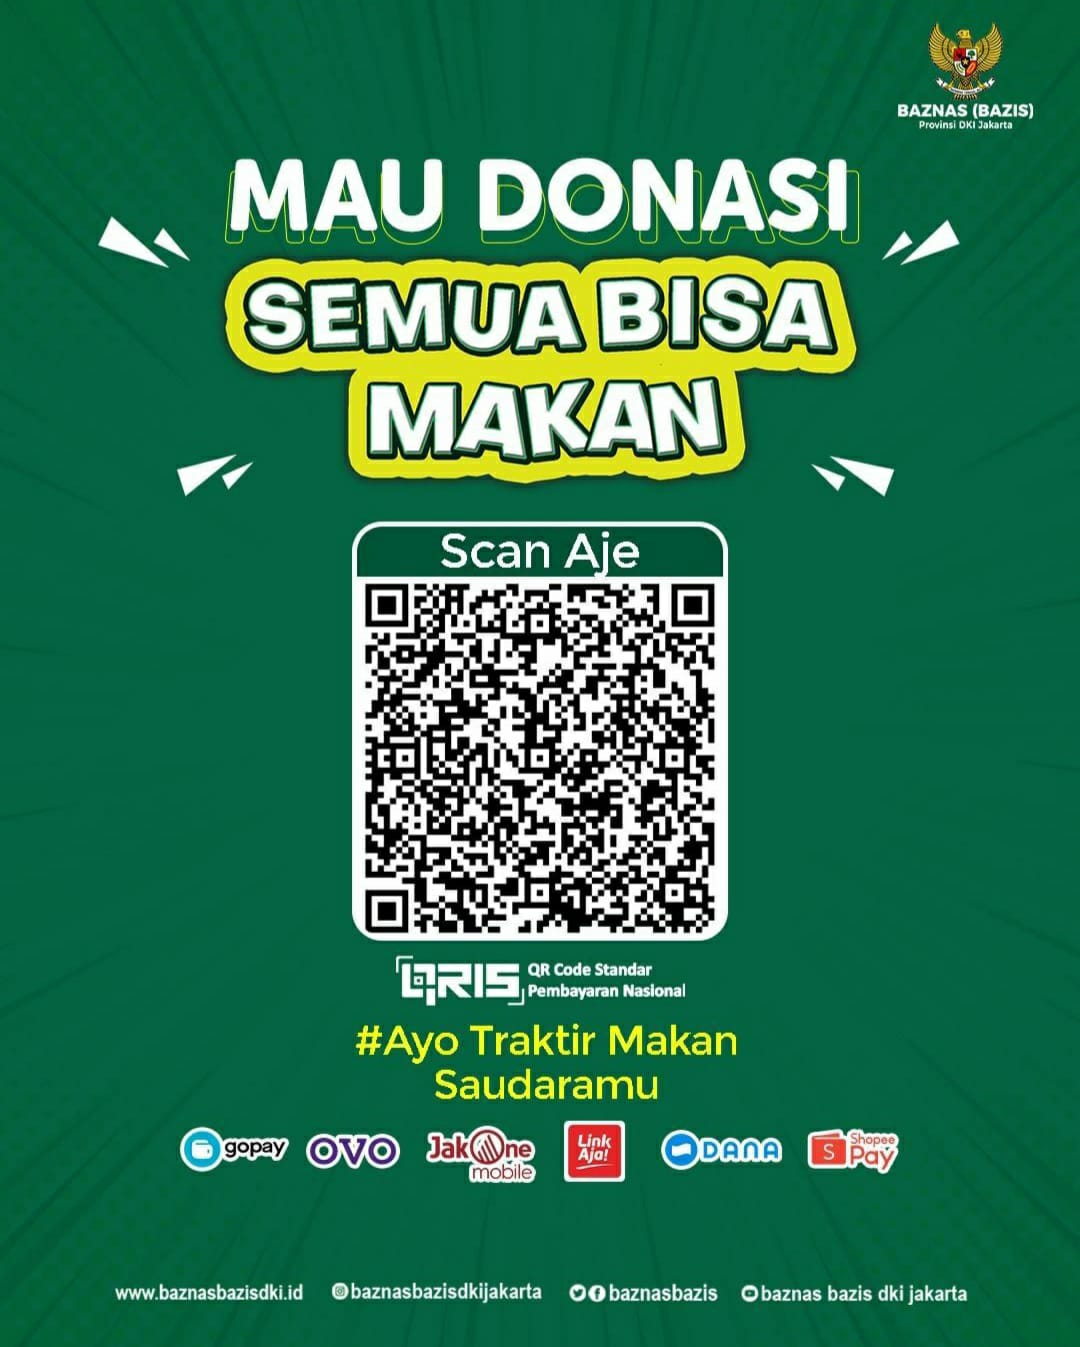 BAZNAS (BAZIS)
Provinsi DKI Jakarta
MAU DONASI
SEMUA BISA
MAKAN
Scan Aje
QRIS
QR Code Standar
Pembayaran Nasional
#Ayo Traktir Makan
Saudaramu
gopay
OVO
JakOne
mobile
Link
Aja!
DANA
Shopee
Pay
www.baznasbazisdki.id
baznasbazisdkijakarta
baznasbazis
baznas bazis dki jakarta